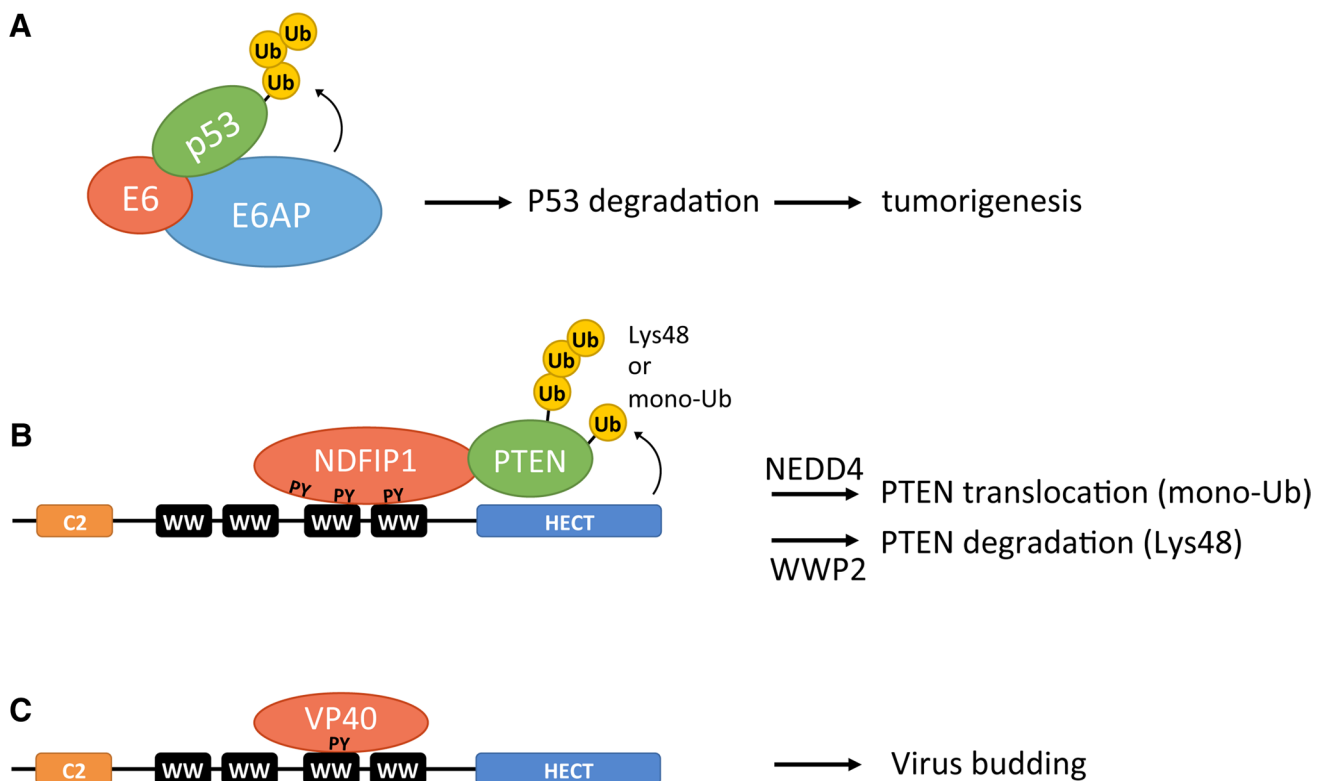 A
Ub
Ub
Ub
p53
E6
E6AP
P53 degradation
tumorigenesis
B
Ub
Ub
Ub
Lys48
or
mono-Ub
Ub
NDFIP1
PTEN
PY PY PY
C2 WW WW WW WW HECT
NEDD4
PTEN translocation (mono-Ub)
PTEN degradation (Lys48)
WWP2
C
VP40
PY
C2 WW WW WW WW HECT
Virus budding